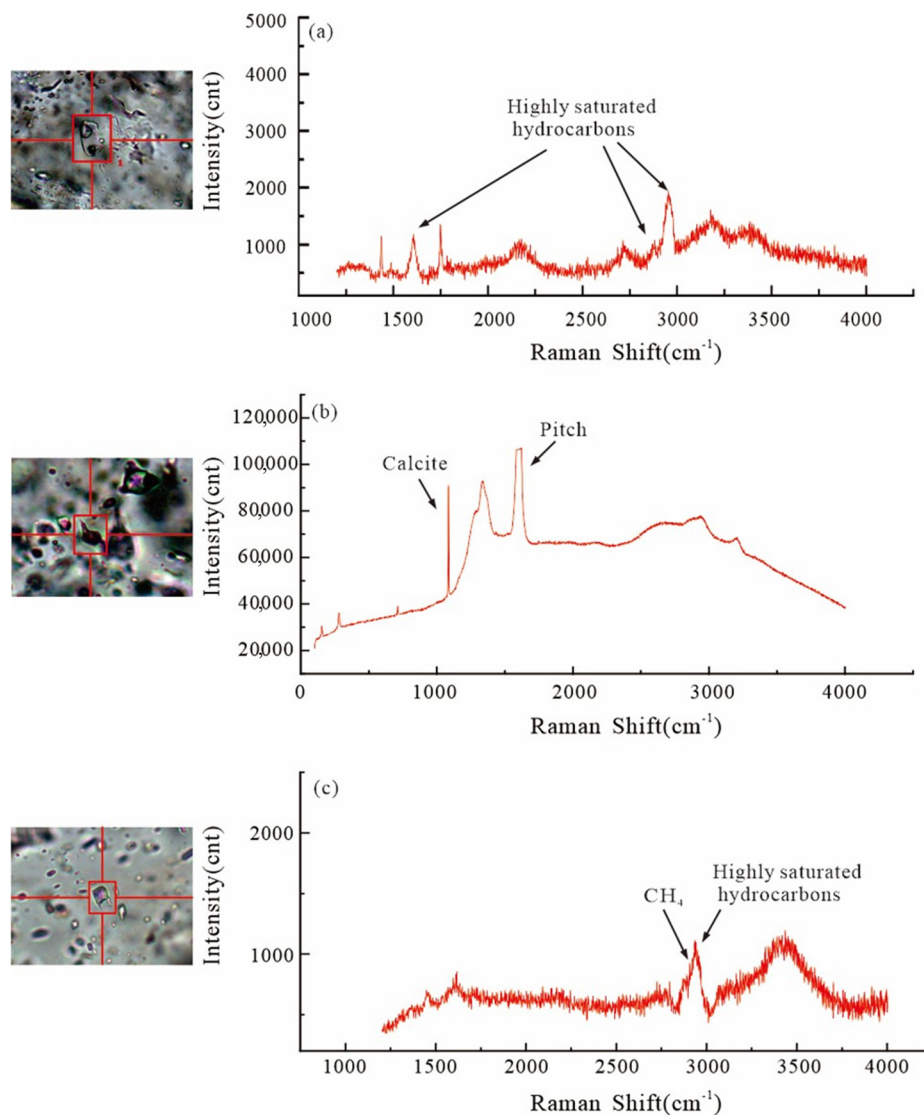 (a)
5000
4000
3000
2000
1000
Intensity(cnt)
Highly saturated
hydrocarbons
1
1000 1500 2000 2500 3000 3500 4000
Raman Shift(cm⁻¹)
(b)
120,000
100,000
80,000
60,000
40,000
20,000
Intensity(cnt)
Calcite
Pitch
0 1000 2000 3000 4000
Raman Shift(cm⁻¹)
(c)
2000
1000
Intensity(cnt)
CH₄
Highly saturated
hydrocarbons
1000 1500 2000 2500 3000 3500 4000
Raman Shift(cm⁻¹)